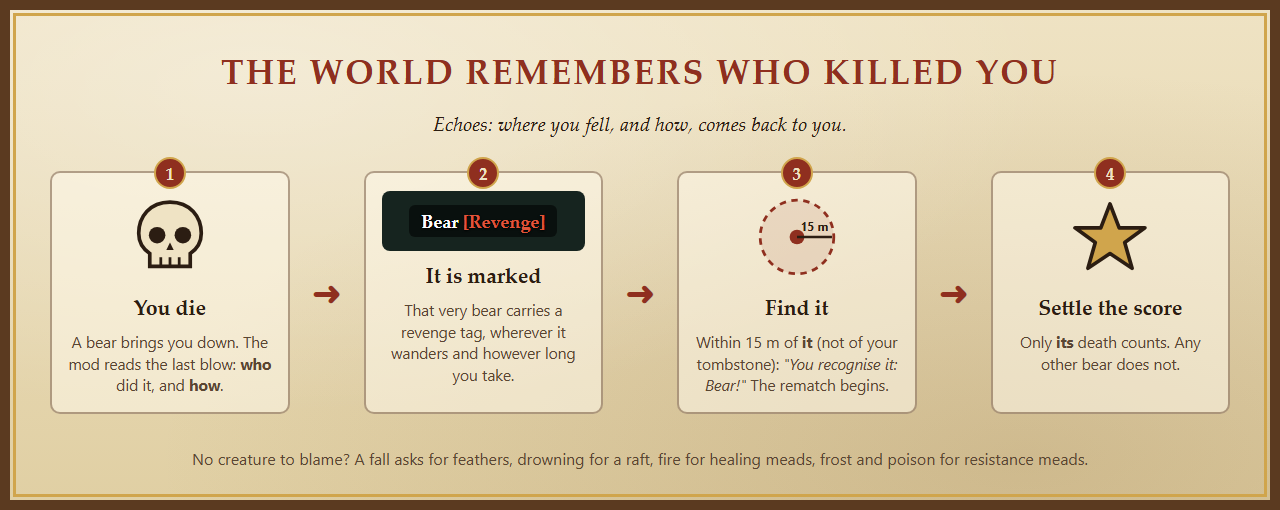 THE WORLD REMEMBERS WHO KILLED YOU
Echoes: where you fell, and how, comes back to you.
1
You die
A bear brings you down. The
mod reads the last blow: who
did it, and how.
2
Bear [Revenge]
It is marked
That very bear carries a
revenge tag, wherever it
wanders and however long
you take.
3
15 m
Find it
Within 15 m of it (not of your
tombstone): "You recognise it:
Bear!" The rematch begins.
4
Settle the score
Only its death counts. Any
other bear does not.
No creature to blame? A fall asks for feathers, drowning for a raft, fire for healing meads, frost and poison for resistance meads.